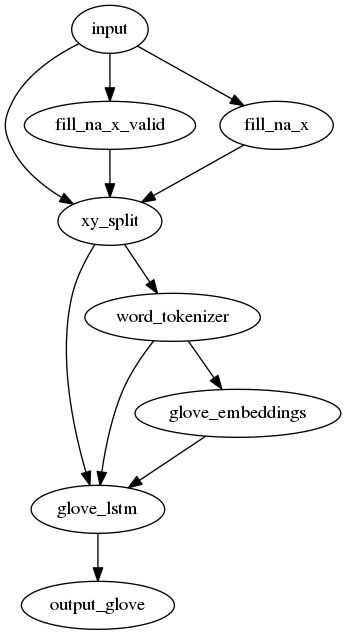 input
fill_na_x_valid
fill_na_x
xy_split
word_tokenizer
glove_embeddings
glove_lstm
output_glove